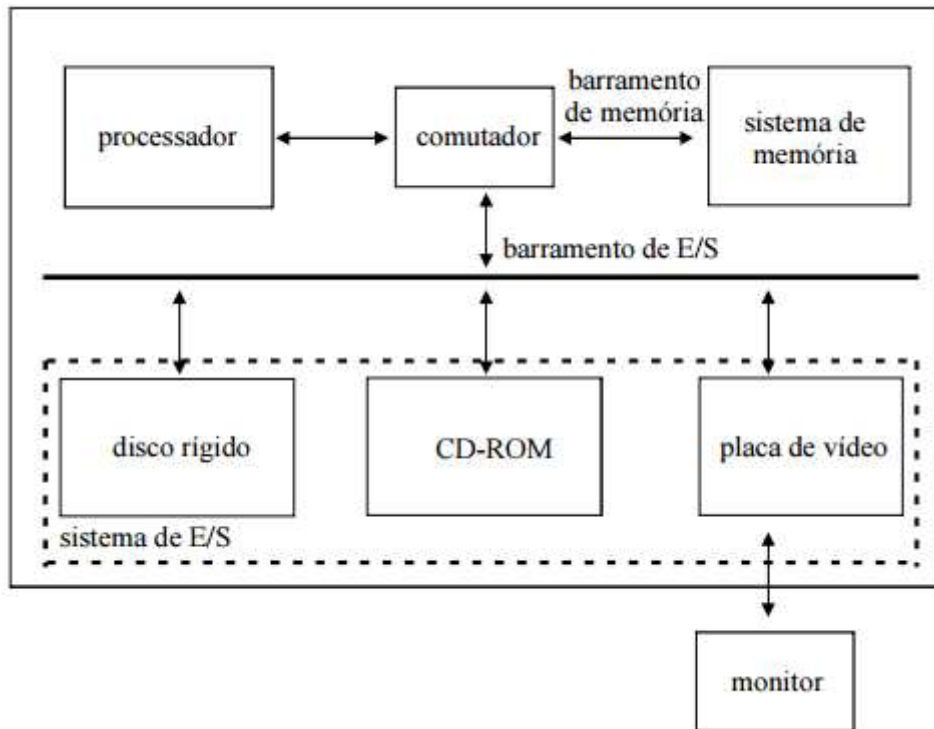 processador
comutador
barramento
de memória
sistema de
memória
barramento de E/S
disco rígido
CD-ROM
placa de vídeo
sistema de E/S
monitor